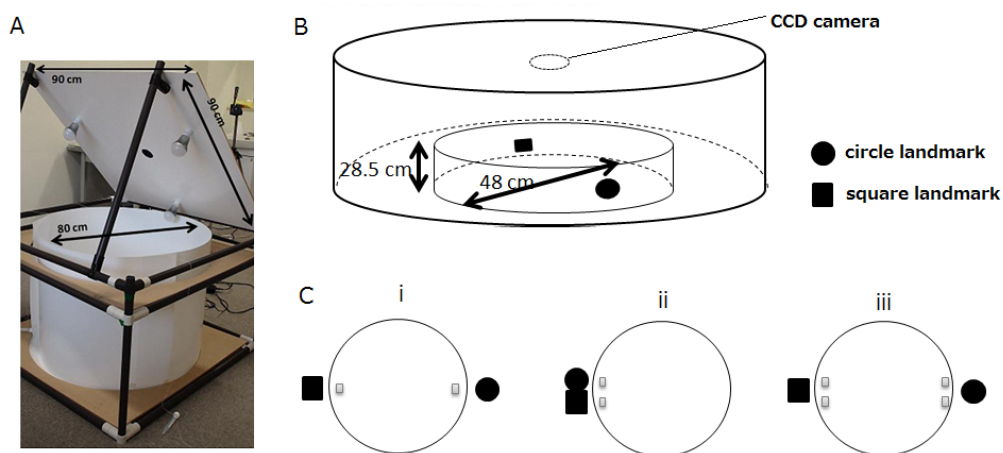 A
90 cm
90 cm
80 cm
B
CCD camera
28.5 cm
48 cm
circle landmark
square landmark
C
i
ii
iii